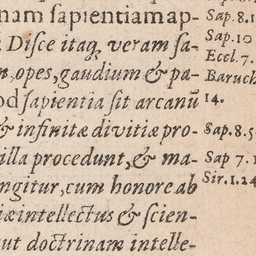 nam sapientiam ap- Sap. 8.1
Disce itaq, veram sa- Sap. 10
n, opes, gaudium & pa- Eccl. 7.
od sapientia sit arcanũ Baruch
& infinitæ divitiæ pro- 14.
illa procedunt, & ma- Sap. 8.5
ngitur, cum honore ab Sap 7.1
iæ intellectus & scien- Sir. 1.24
ut doctrinam intelle-